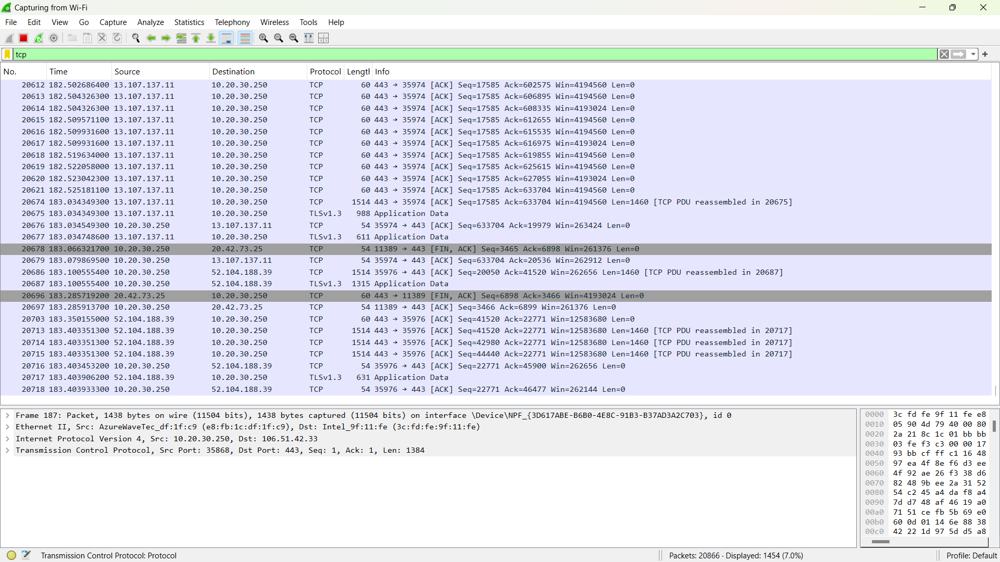 Capturing from Wi-Fi
File Edit View Go Capture Analyze Statistics Telephony Wireless Tools Help
tcp
No. Time Source Destination Protocol Length Info
20612 182.502686400 13.107.137.11 10.20.30.250 TCP 60 443 → 35974 [ACK] Seq=17585 Ack=602575 Win=4194560 Len=0
20613 182.504326300 13.107.137.11 10.20.30.250 TCP 60 443 → 35974 [ACK] Seq=17585 Ack=606895 Win=4194560 Len=0
20614 182.504326300 13.107.137.11 10.20.30.250 TCP 60 443 → 35974 [ACK] Seq=17585 Ack=608335 Win=4193024 Len=0
20615 182.509571100 13.107.137.11 10.20.30.250 TCP 60 443 → 35974 [ACK] Seq=17585 Ack=612655 Win=4194560 Len=0
20616 182.509931600 13.107.137.11 10.20.30.250 TCP 60 443 → 35974 [ACK] Seq=17585 Ack=615535 Win=4194560 Len=0
20617 182.509931600 13.107.137.11 10.20.30.250 TCP 60 443 → 35974 [ACK] Seq=17585 Ack=616975 Win=4193024 Len=0
20618 182.519634000 13.107.137.11 10.20.30.250 TCP 60 443 → 35974 [ACK] Seq=17585 Ack=619855 Win=4194560 Len=0
20619 182.522058000 13.107.137.11 10.20.30.250 TCP 60 443 → 35974 [ACK] Seq=17585 Ack=625615 Win=4194560 Len=0
20620 182.523042300 13.107.137.11 10.20.30.250 TCP 60 443 → 35974 [ACK] Seq=17585 Ack=627055 Win=4193024 Len=0
20621 182.525181100 13.107.137.11 10.20.30.250 TCP 60 443 → 35974 [ACK] Seq=17585 Ack=633704 Win=4194560 Len=0
20674 183.034349300 13.107.137.11 10.20.30.250 TCP 1514 443 → 35974 [ACK] Seq=17585 Ack=633704 Win=4194560 Len=1460 [TCP PDU reassembled in 20675]
20675 183.034349300 13.107.137.11 10.20.30.250 TLSv1.3 988 Application Data
20676 183.034549300 10.20.30.250 13.107.137.11 TCP 54 35974 → 443 [ACK] Seq=633704 Ack=19979 Win=263424 Len=0
20677 183.034748600 13.107.137.11 10.20.30.250 TLSv1.3 611 Application Data
20678 183.066321700 10.20.30.250 20.42.73.25 TCP 54 11389 → 443 [FIN, ACK] Seq=3465 Ack=6898 Win=261376 Len=0
20679 183.079869500 10.20.30.250 13.107.137.11 TCP 54 35974 → 443 [ACK] Seq=633704 Ack=20536 Win=262912 Len=0
20686 183.100555400 10.20.30.250 52.104.188.39 TCP 1514 35976 → 443 [ACK] Seq=20050 Ack=41520 Win=262656 Len=1460 [TCP PDU reassembled in 20687]
20687 183.100555400 10.20.30.250 52.104.188.39 TLSv1.3 1315 Application Data
20696 183.285719200 20.42.73.25 10.20.30.250 TCP 60 443 → 11389 [FIN, ACK] Seq=6898 Ack=3466 Win=4193024 Len=0
20697 183.285913700 10.20.30.250 20.42.73.25 TCP 54 11389 → 443 [ACK] Seq=3466 Ack=6899 Win=261376 Len=0
20703 183.350155000 52.104.188.39 10.20.30.250 TCP 60 443 → 35976 [ACK] Seq=41520 Ack=22771 Win=12583680 Len=0
20713 183.403351300 52.104.188.39 10.20.30.250 TCP 1514 443 → 35976 [ACK] Seq=41520 Ack=22771 Win=12583680 Len=1460 [TCP PDU reassembled in 20717]
20714 183.403351300 52.104.188.39 10.20.30.250 TCP 1514 443 → 35976 [ACK] Seq=42980 Ack=22771 Win=12583680 Len=1460 [TCP PDU reassembled in 20717]
20715 183.403351300 52.104.188.39 10.20.30.250 TCP 1514 443 → 35976 [ACK] Seq=44440 Ack=22771 Win=12583680 Len=1460 [TCP PDU reassembled in 20717]
20716 183.403453200 10.20.30.250 52.104.188.39 TCP 54 35976 → 443 [ACK] Seq=22771 Ack=45900 Win=262656 Len=0
20717 183.403906200 52.104.188.39 10.20.30.250 TLSv1.3 631 Application Data
20718 183.403933300 10.20.30.250 52.104.188.39 TCP 54 35976 → 443 [ACK] Seq=22771 Ack=46477 Win=262144 Len=0
Frame 187: Packet, 1438 bytes on wire (11504 bits), 1438 bytes captured (11504 bits) on interface \Device\NPF_{3D617ABE-B6B0-4E8C-91B3-B37AD3A2C703}, id 0
Ethernet II, Src: AzureWaveTec_df:1f:c9 (e8:fb:1c:df:1f:c9), Dst: Intel_9f:11:fe (3c:fd:fe:9f:11:fe)
Internet Protocol Version 4, Src: 10.20.30.250, Dst: 106.51.42.33
Transmission Control Protocol, Src Port: 35868, Dst Port: 443, Seq: 1, Ack: 1, Len: 1384
0000 3c fd fe 9f 11 fe e8
0010 05 90 4d 79 40 00 80
0020 2a 21 8c 1c 01 bb bb
0030 03 fe f3 c3 00 00 17
0040 93 bb cf ff c1 16 48
0050 97 ea 4f 8e f6 d3 ee
0060 4f 92 ae 26 f3 38 d6
0070 82 48 9b ee 2a 31 52
0080 54 c2 45 a4 da f8 a4
0090 7d d7 48 af 46 19 a0
00a0 71 51 ce fb 5b 69 e0
00b0 60 0d 01 14 6e 88 38
00c0 42 22 1d 97 5d d5 a8
Transmission Control Protocol: Protocol
Packets: 20866 · Displayed: 1454 (7.0%)
Profile: Default